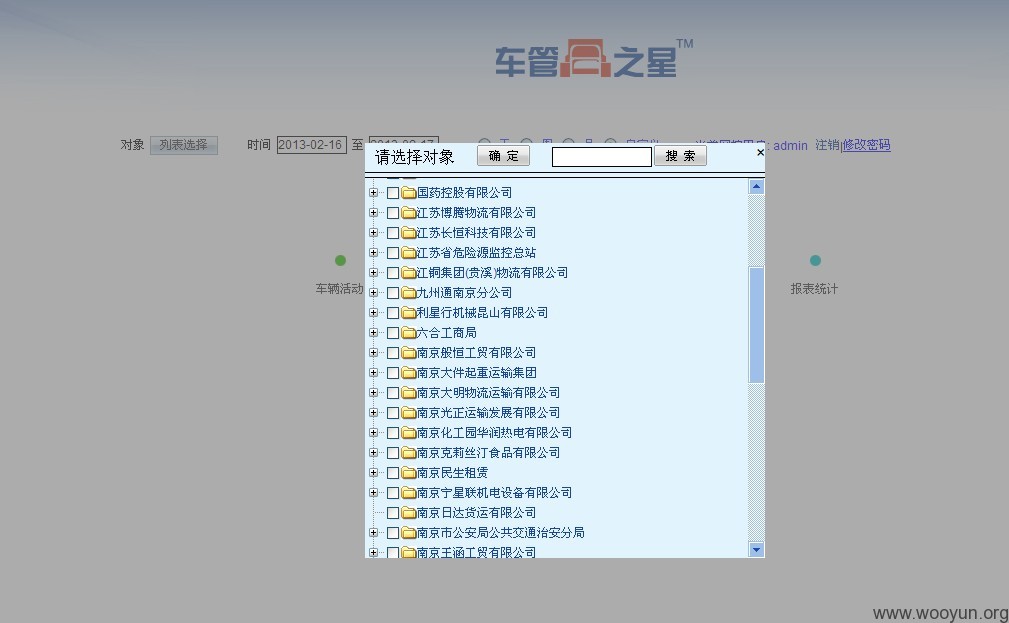 车管之星™
对象 列表选择 时间 2013-02-16 至 admin 注销|修改密码
请选择对象 确 定 搜 索 ×
国药控股有限公司
江苏博腾物流有限公司
江苏长恒科技有限公司
江苏省危险源监控总站
江铜集团(贵溪)物流有限公司
九州通南京分公司
利星行机械昆山有限公司
六合工商局
南京般恒工贸有限公司
南京大件起重运输集团
南京大明物流运输有限公司
南京光正运输发展有限公司
南京化工园华润热电有限公司
南京克莉丝汀食品有限公司
南京民生租赁
南京宁星联机电设备有限公司
南京日达货运有限公司
南京市公安局公共交通治安分局
南京王涵工贸有限公司
车辆活动
报表统计
www.wooyun.org